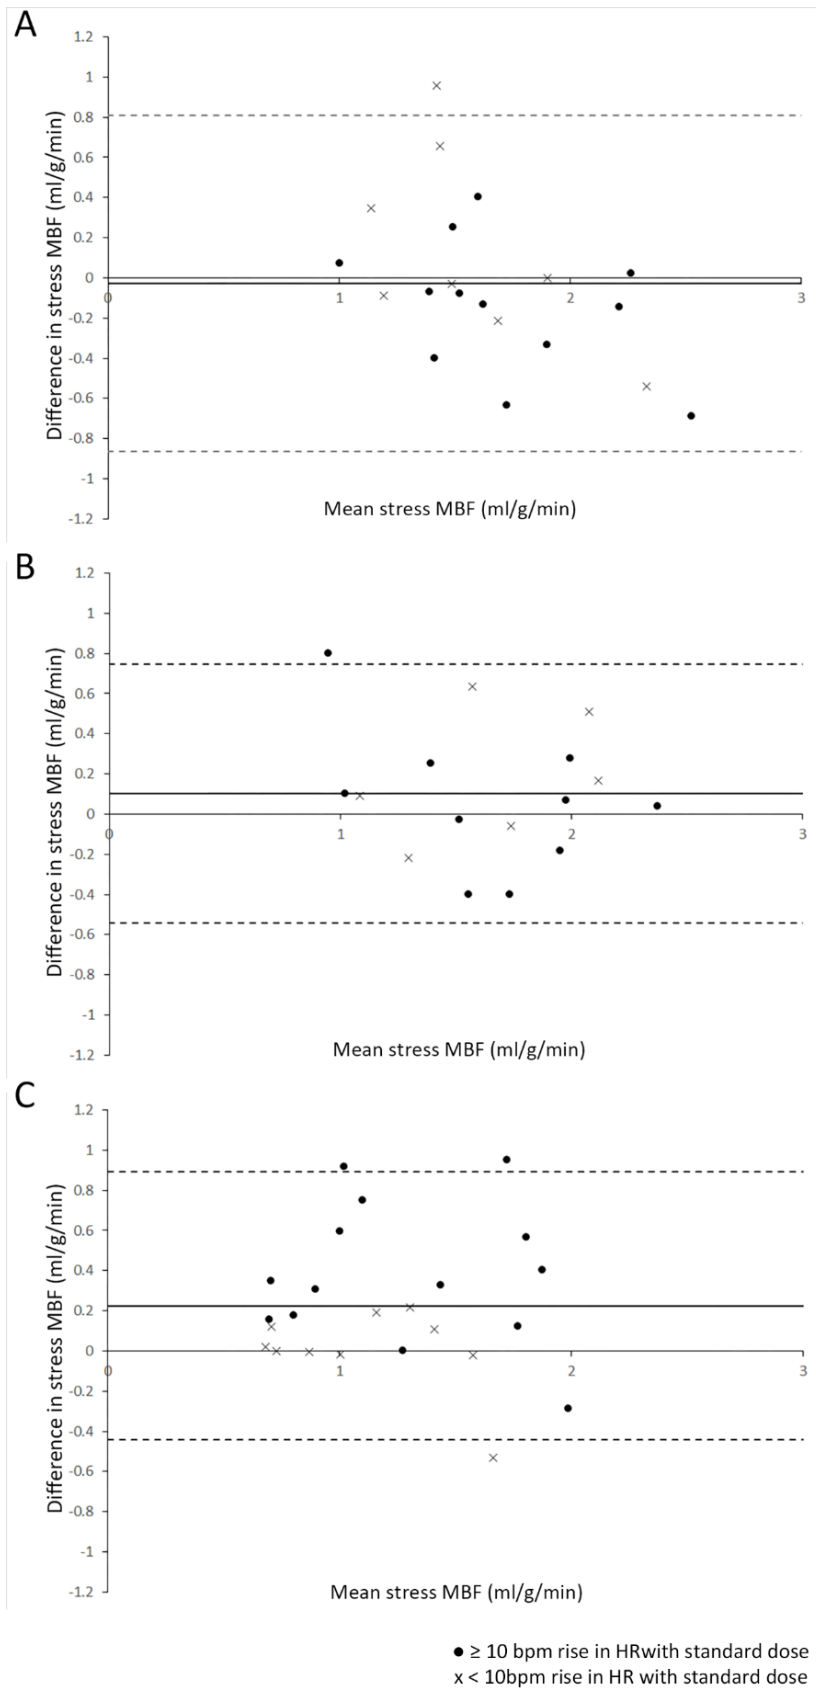 A
Difference in stress MBF (ml/g/min)
1.2
1
0.8
0.6
0.4
0.2
0
-0.2
-0.4
-0.6
-0.8
-1
-1.2
0 1 2 3
Mean stress MBF (ml/g/min)
B
Difference in stress MBF (ml/g/min)
1.2
1
0.8
0.6
0.4
0.2
0
-0.2
-0.4
-0.6
-0.8
-1
-1.2
0 1 2 3
Mean stress MBF (ml/g/min)
C
Difference in stress MBF (ml/g/min)
1.2
1
0.8
0.6
0.4
0.2
0
-0.2
-0.4
-0.6
-0.8
-1
-1.2
0 1 2 3
Mean stress MBF (ml/g/min)
● ≥ 10 bpm rise in HRwith standard dose
x < 10bpm rise in HR with standard dose